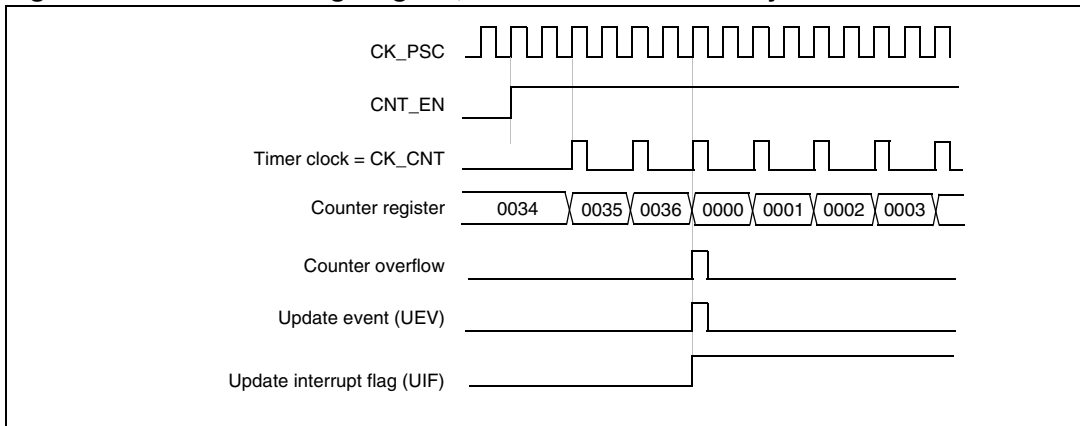 CK_PSC
CNT_EN
Timer clock = CK_CNT
Counter register 0034 0035 0036 0000 0001 0002 0003
Counter overflow
Update event (UEV)
Update interrupt flag (UIF)